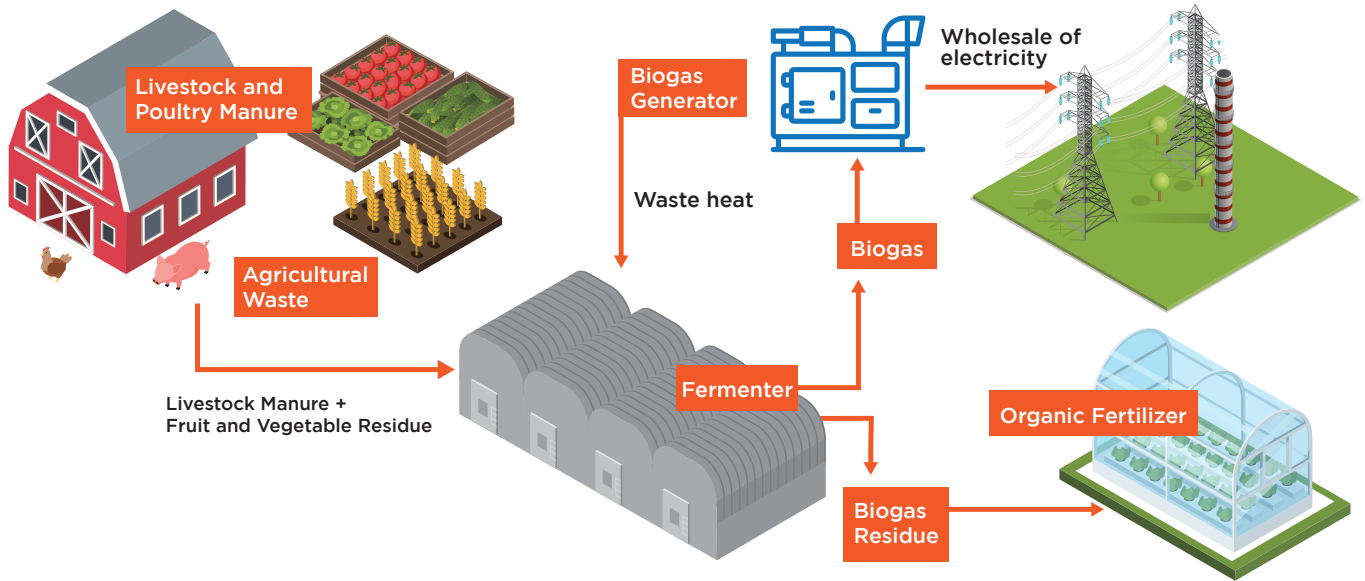 Livestock and
Poultry Manure
Agricultural
Waste
Livestock Manure +
Fruit and Vegetable Residue
Biogas
Generator
Waste heat
Fermenter
Biogas
Wholesale of
electricity
Biogas
Residue
Organic Fertilizer